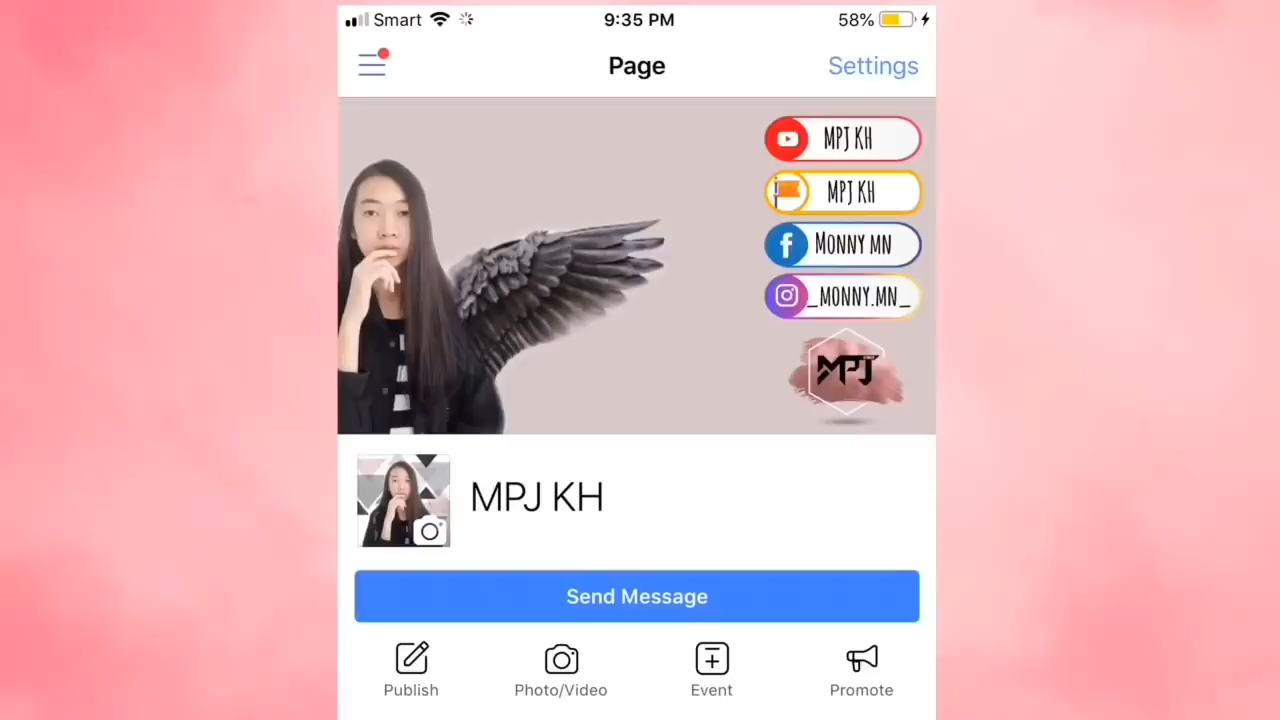 Smart 9:35 PM 58%
Page Settings
MPJ KH
MPJ KH
f MONNY MN
_MONNY.MN_
MPJ
MPJ KH
Send Message
Publish Photo/Video Event Promote